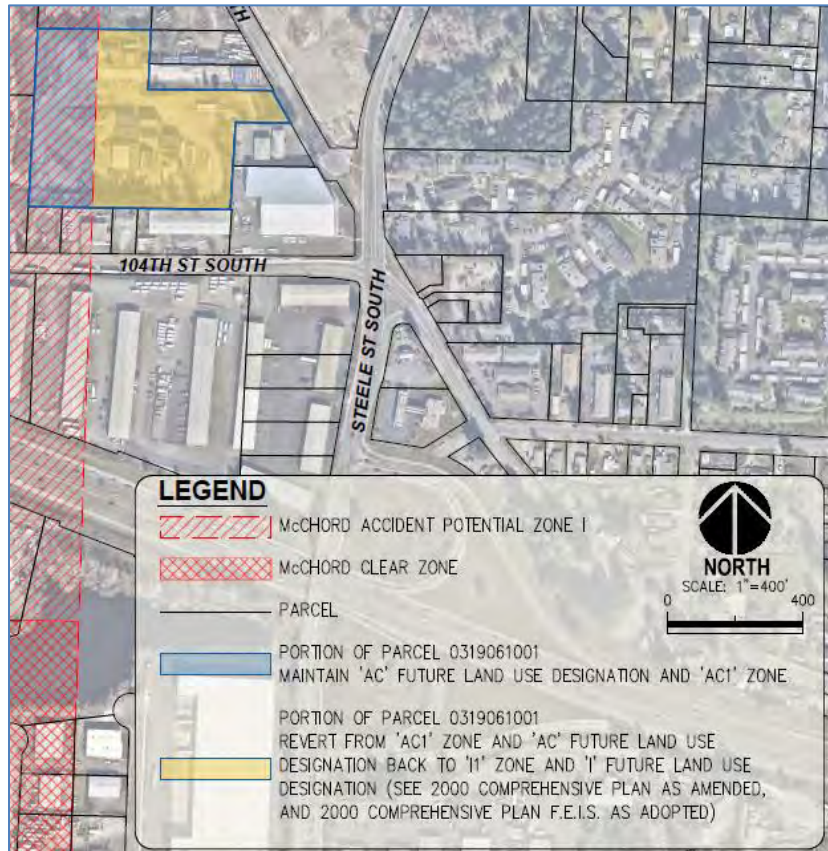 TH
104TH ST SOUTH
STEELE ST SOUTH
LEGEND
McCHORD ACCIDENT POTENTIAL ZONE I
McCHORD CLEAR ZONE
PARCEL
PORTION OF PARCEL 0319061001
MAINTAIN 'AC' FUTURE LAND USE DESIGNATION AND 'AC1' ZONE
PORTION OF PARCEL 0319061001
REVERT FROM 'AC1' ZONE AND 'AC' FUTURE LAND USE
DESIGNATION BACK TO 'I1' ZONE AND 'I' FUTURE LAND USE
DESIGNATION (SEE 2000 COMPREHENSIVE PLAN AS AMENDED,
AND 2000 COMPREHENSIVE PLAN F.E.I.S. AS ADOPTED)
NORTH
SCALE: 1"=400'
0 400